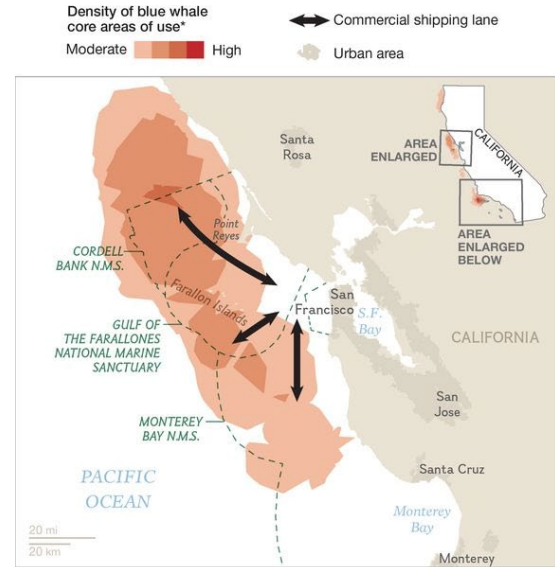 Density of blue whale
core areas of use*
Moderate
High
Commercial shipping lane
Urban area
Santa
Rosa
AREA
ENLARGED
CALIFORNIA
AREA
ENLARGED
BELOW
Point
Reyes
CORDELL
BANK N.M.S.
Farallon Islands
San
Francisco
S.F.
Bay
GULF OF
THE FARALLONES
NATIONAL MARINE
SANCTUARY
CALIFORNIA
San
Jose
MONTEREY
BAY N.M.S.
PACIFIC
OCEAN
Santa Cruz
Monterey
Bay
20 mi
20 km
Monterey